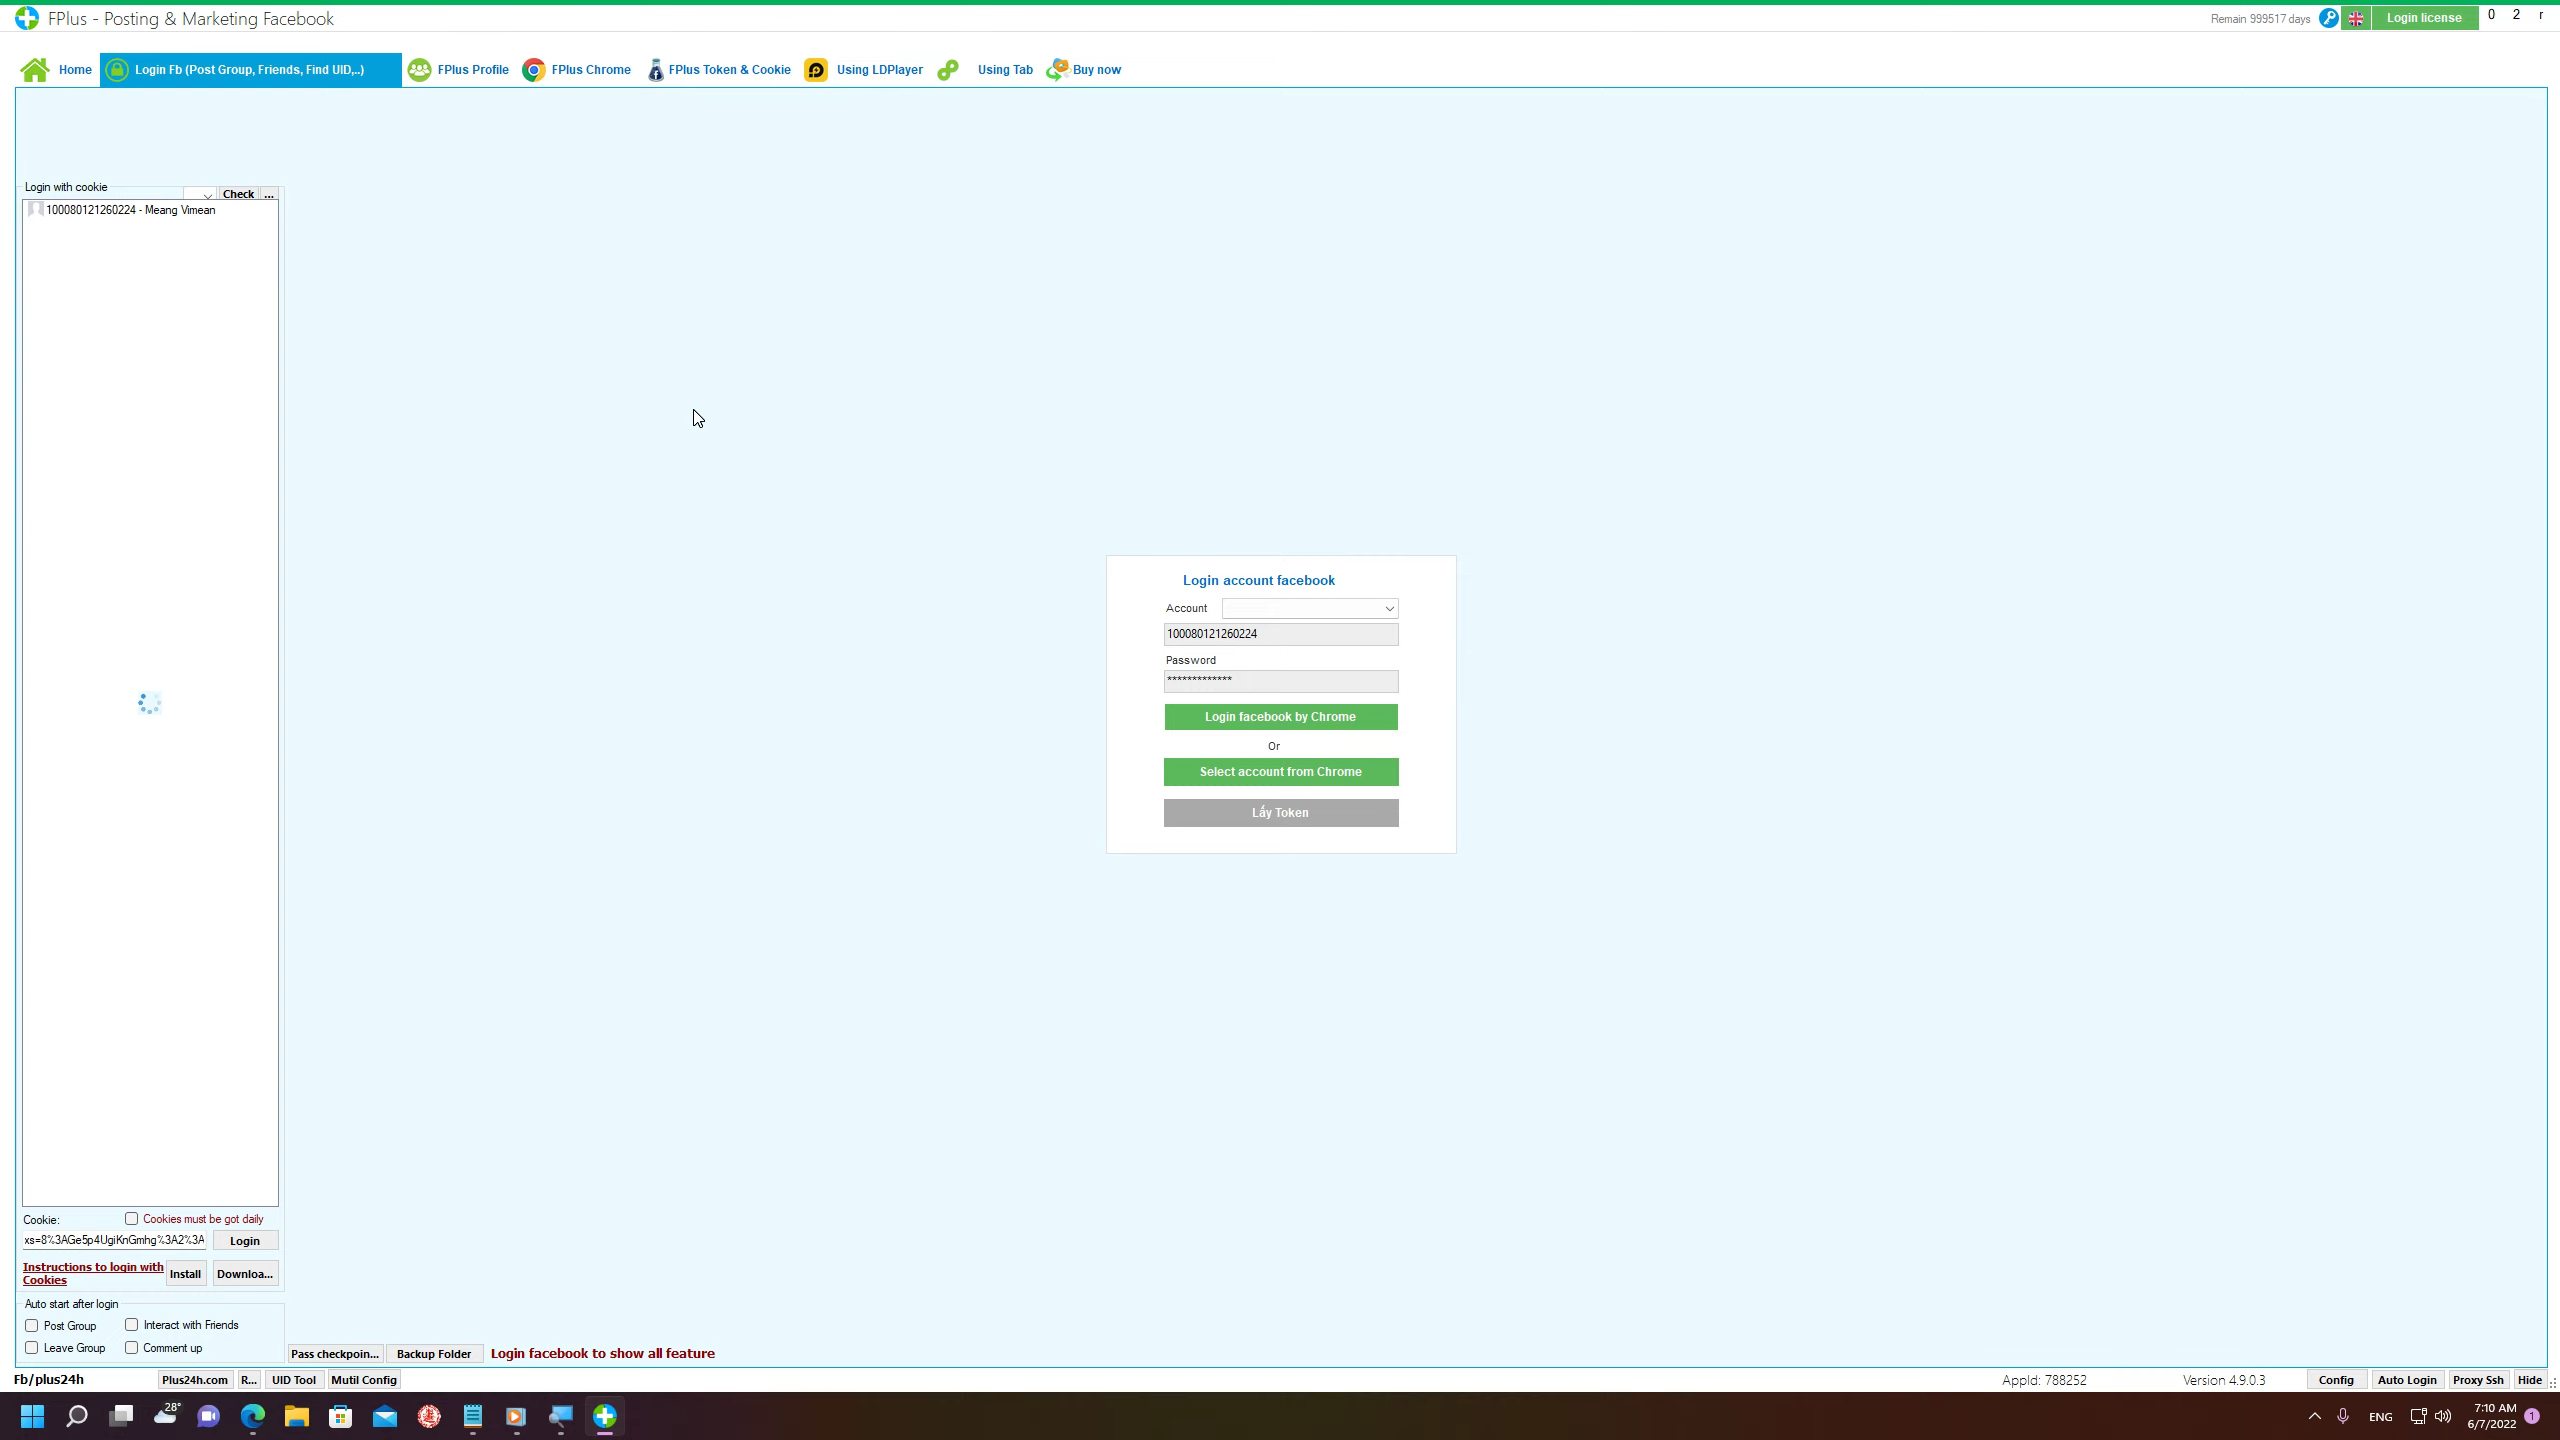 FPlus - Posting & Marketing Facebook
Remain 999517 days
Login license
0 2 r
Home
Login Fb (Post Group, Friends, Find UID,..)
FPlus Profile
FPlus Chrome
FPlus Token & Cookie
Using LDPlayer
Using Tab
Buy now
Login with cookie
Check
...
100080121260224 - Meang Vimean
Login account facebook
Account
100080121260224
Password
*************
Login facebook by Chrome
Or
Select account from Chrome
Lấy Token
Cookie:
Cookies must be got daily
xs=8%3AGe5p4UgiKnGmhg%3A2%3A
Login
Instructions to login with
Cookies
Install
Downloa...
Auto start after login
Post Group
Interact with Friends
Leave Group
Comment up
Pass checkpoin...
Backup Folder
Login facebook to show all feature
Fb/plus24h
Plus24h.com
R...
UID Tool
Mutil Config
AppId: 788252
Version 4.9.0.3
Config
Auto Login
Proxy Ssh
Hide
28°
ENG
7:10 AM
6/7/2022
1